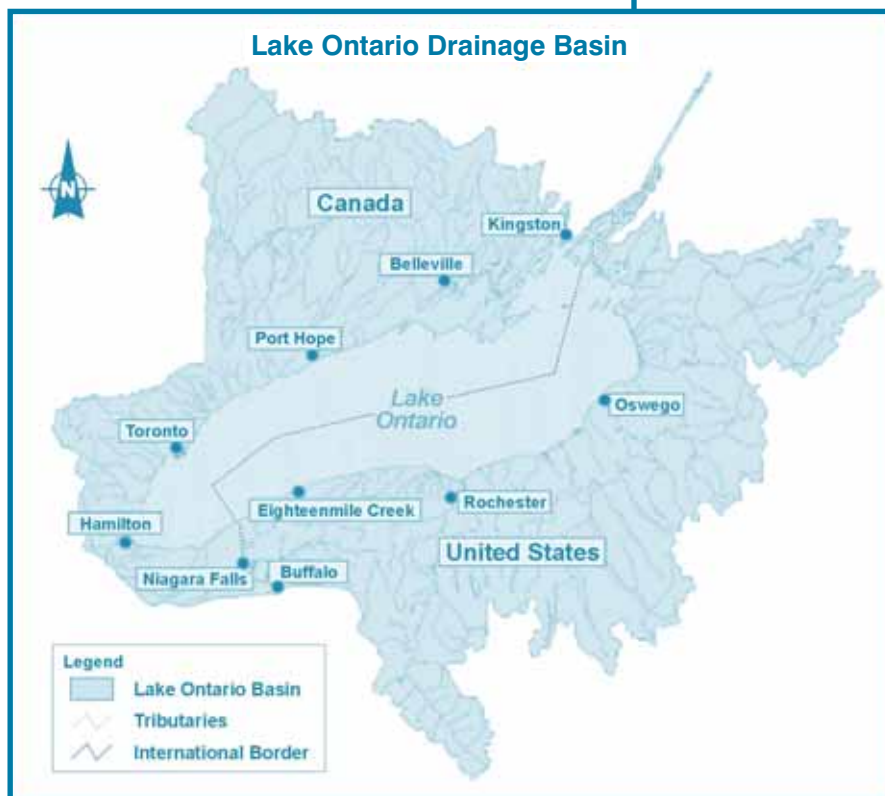 Lake Ontario Drainage Basin
N
Canada
Kingston
Belleville
Port Hope
Lake
Ontario
Oswego
Toronto
Eighteenmile Creek
Rochester
Hamilton
United States
Niagara Falls
Buffalo
Legend
Lake Ontario Basin
Tributaries
International Border